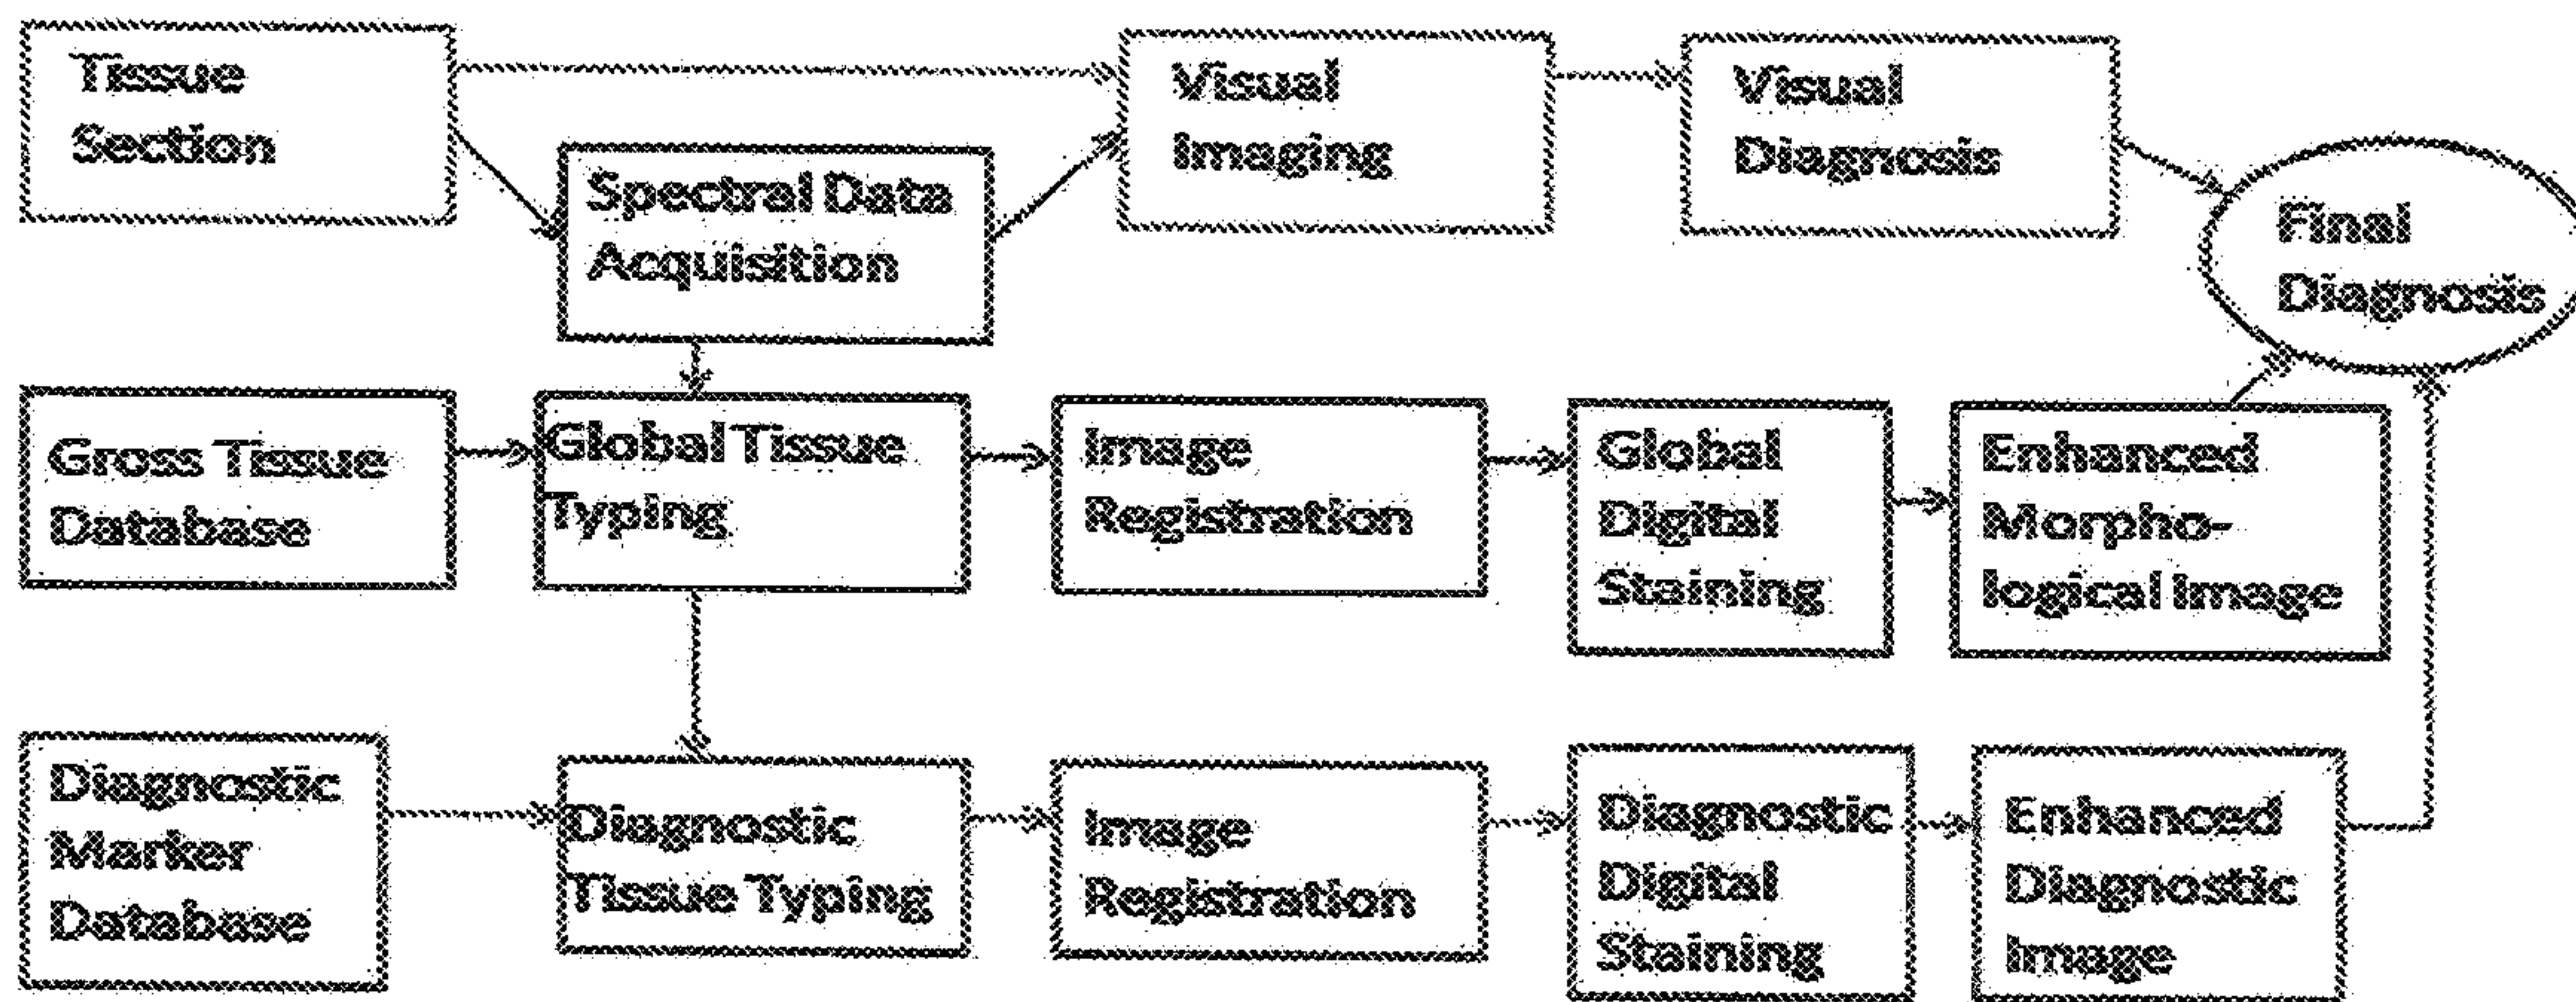 Tissue
Section
Spectral Data
Acquisition
Visual
Imaging
Visual
Diagnosis
Final
Diagnosis
Gross Tissue
Database
Global Tissue
Typing
Image
Registration
Global
Digital
Staining
Enhanced
Morpho-
logical Image
Diagnostic
Marker
Database
Diagnostic
Tissue Typing
Image
Registration
Diagnostic
Digital
Staining
Enhanced
Diagnostic
Image